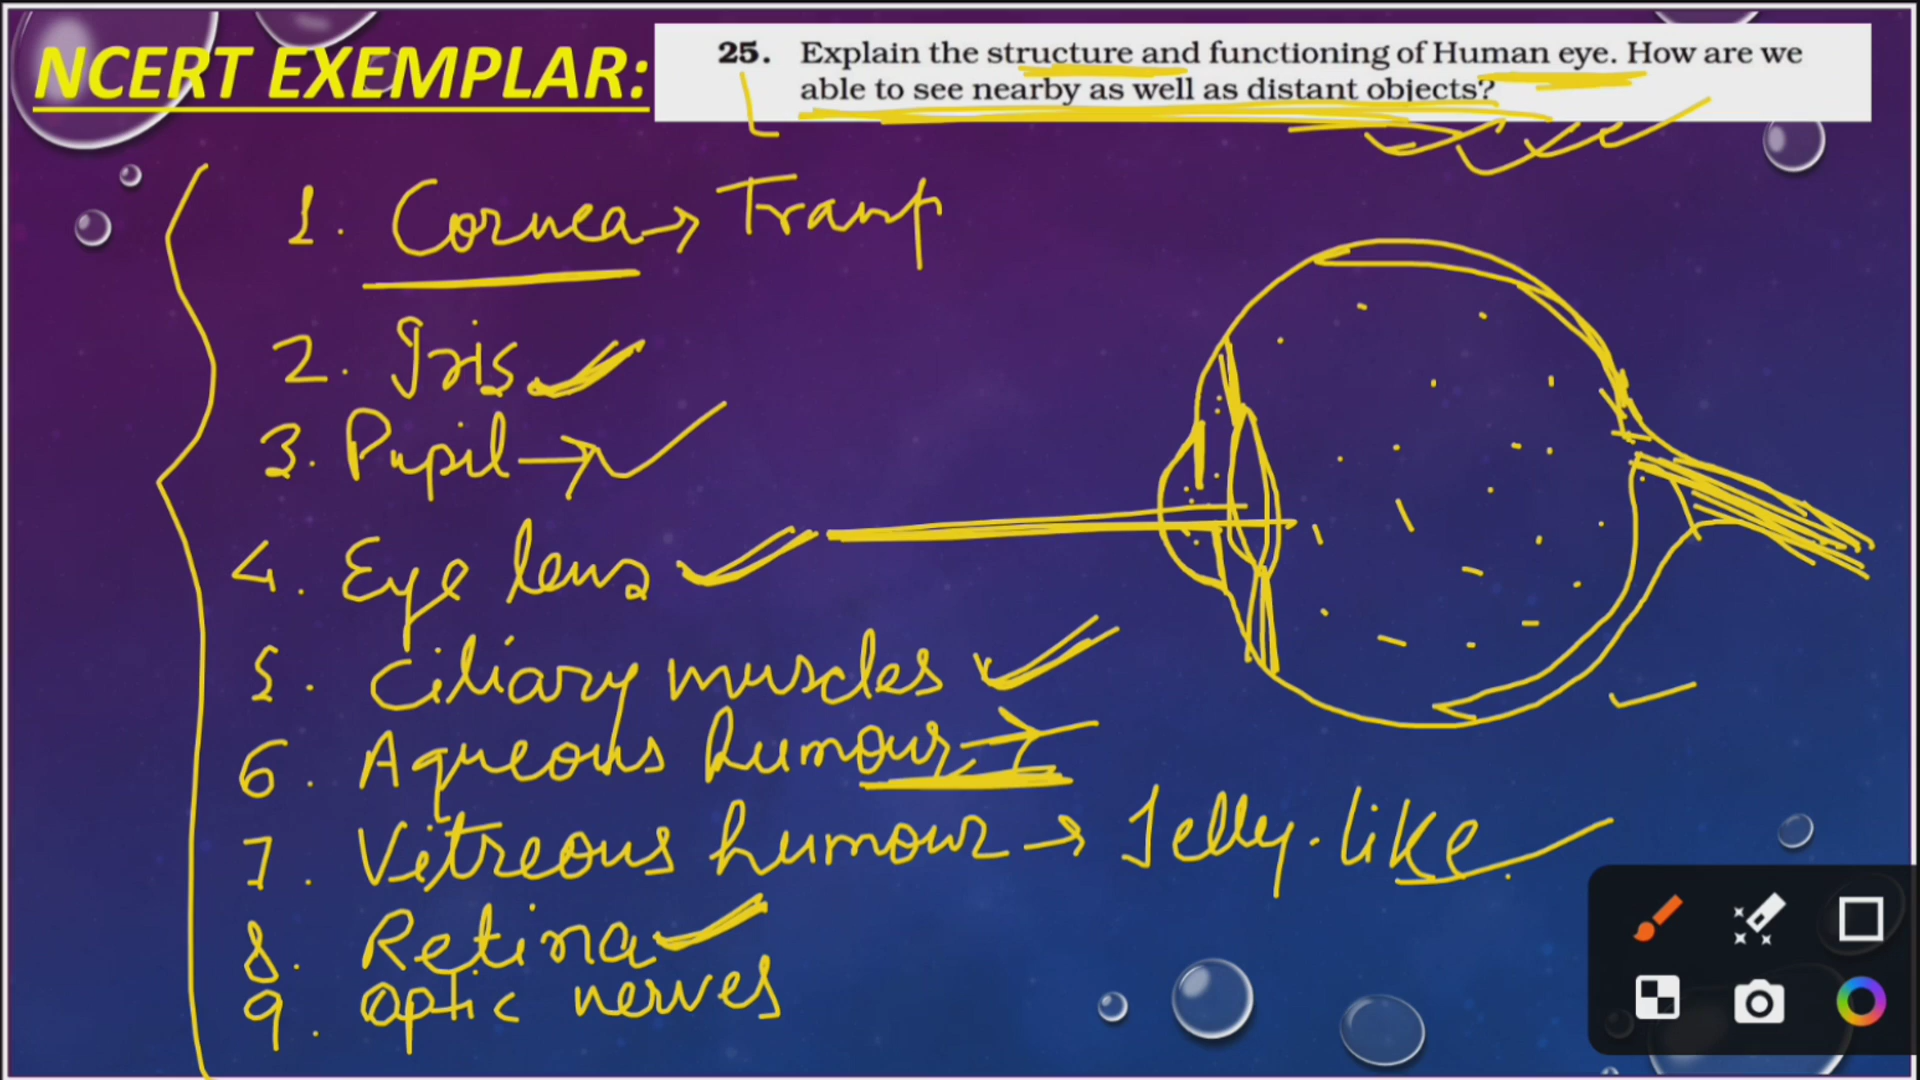 NCERT EXEMPLAR:
25. Explain the structure and functioning of Human eye. How are we
able to see nearby as well as distant objects?
1. Cornea → Tranp
2. Iris
3. Pupil →
4. Eye lens
5. Ciliary muscles
6. Aqueous humour →
7. Vitreous humour → Jelly-like
8. Retina
9. Optic nerves